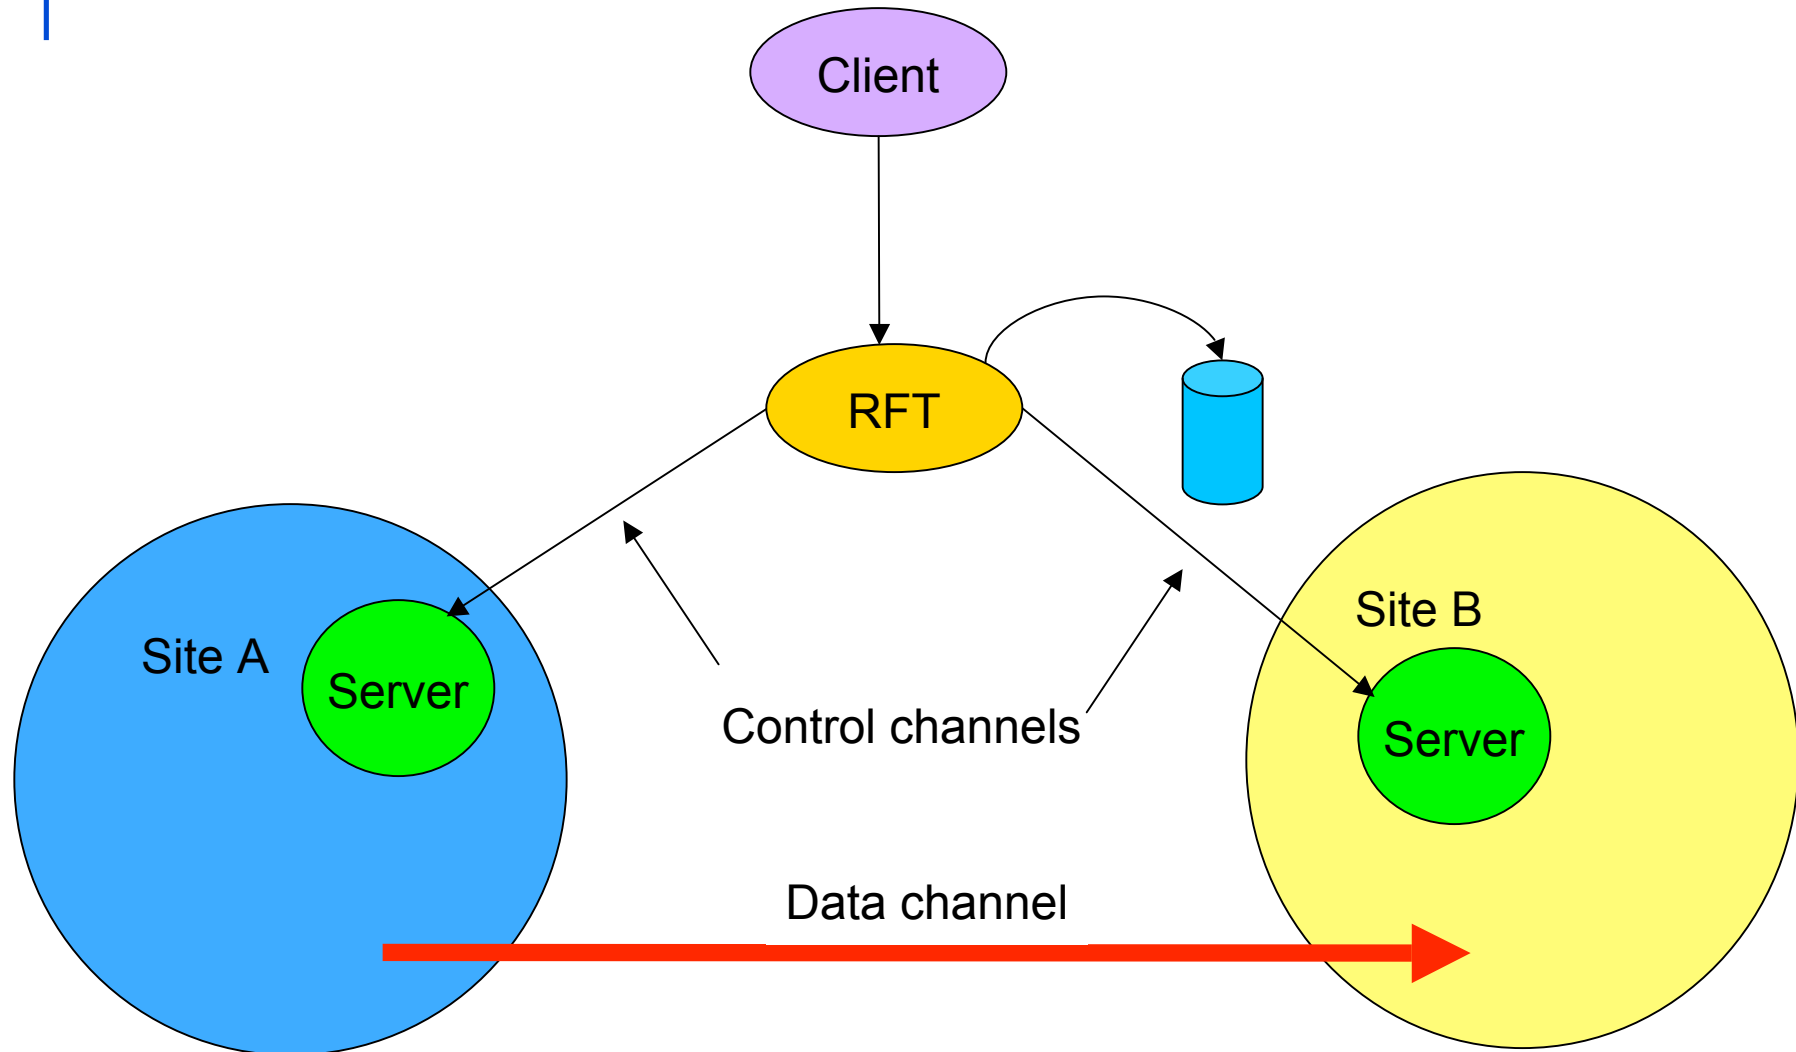 Client
RFT
Site A
Server
Site B
Server
Control channels
Data channel